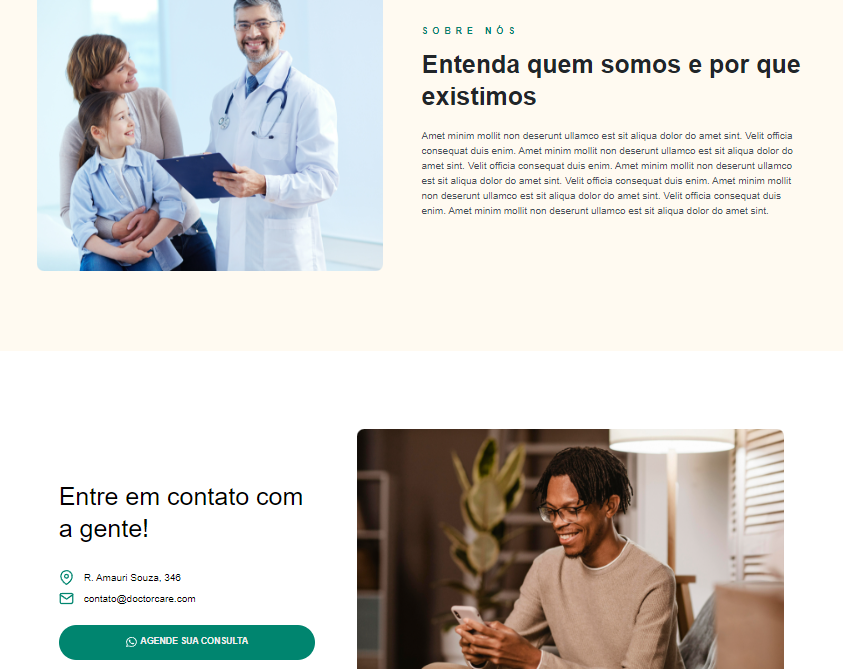 SOBRE NÓS
Entenda quem somos e por que
existimos
Amet minim mollit non deserunt ullamco est sit aliqua dolor do amet sint. Velit officia
consequat duis enim. Amet minim mollit non deserunt ullamco est sit aliqua dolor do
amet sint. Velit officia consequat duis enim. Amet minim mollit non deserunt ullamco
est sit aliqua dolor do amet sint. Velit officia consequat duis enim. Amet minim mollit
non deserunt ullamco est sit aliqua dolor do amet sint. Velit officia consequat duis
enim. Amet minim mollit non deserunt ullamco est sit aliqua dolor do amet sint.
Entre em contato com
a gente!
R. Amauri Souza, 346
contato@doctorcare.com
AGENDE SUA CONSULTA